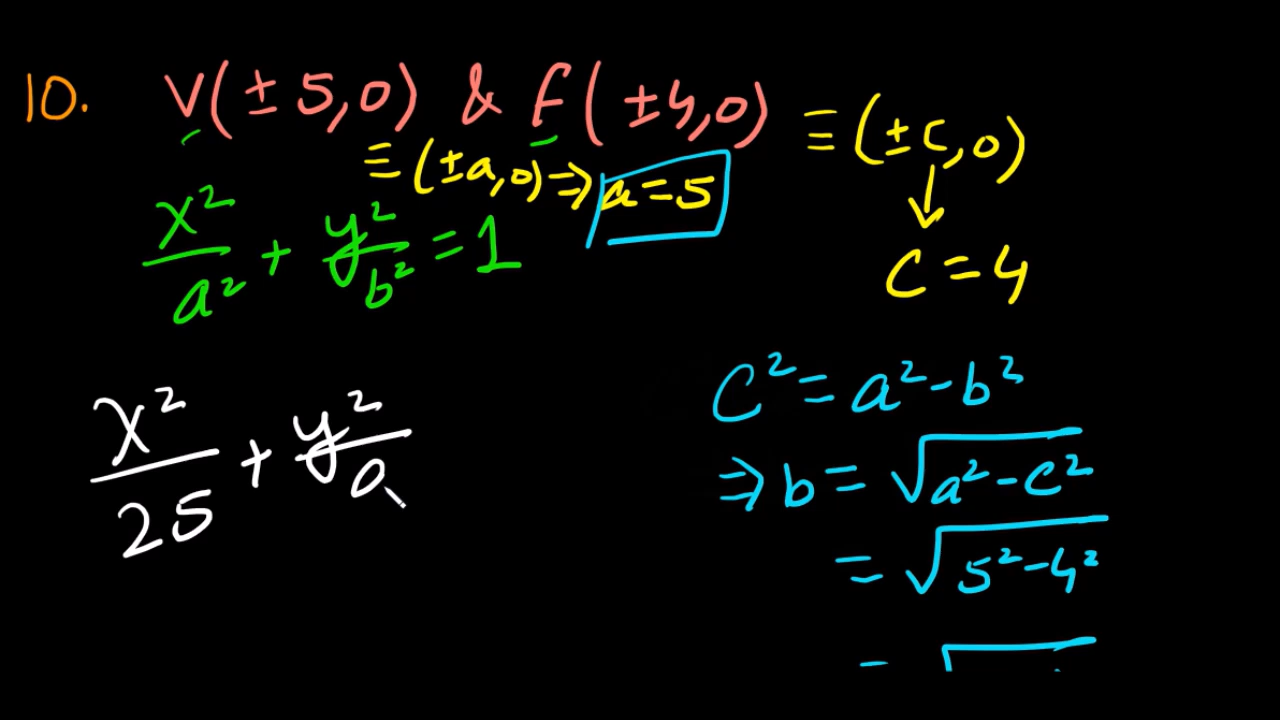 10. V(±5,0) & F(±4,0) ≡ (±c,0)
≡ (±a,0) ⇒ a=5
↓
x²/a² + y²/b² = 1
c = 4
c² = a² - b²
x²/25 + y²/
⇒ b = √(a² - c²)
= √(5² - 4²)
=